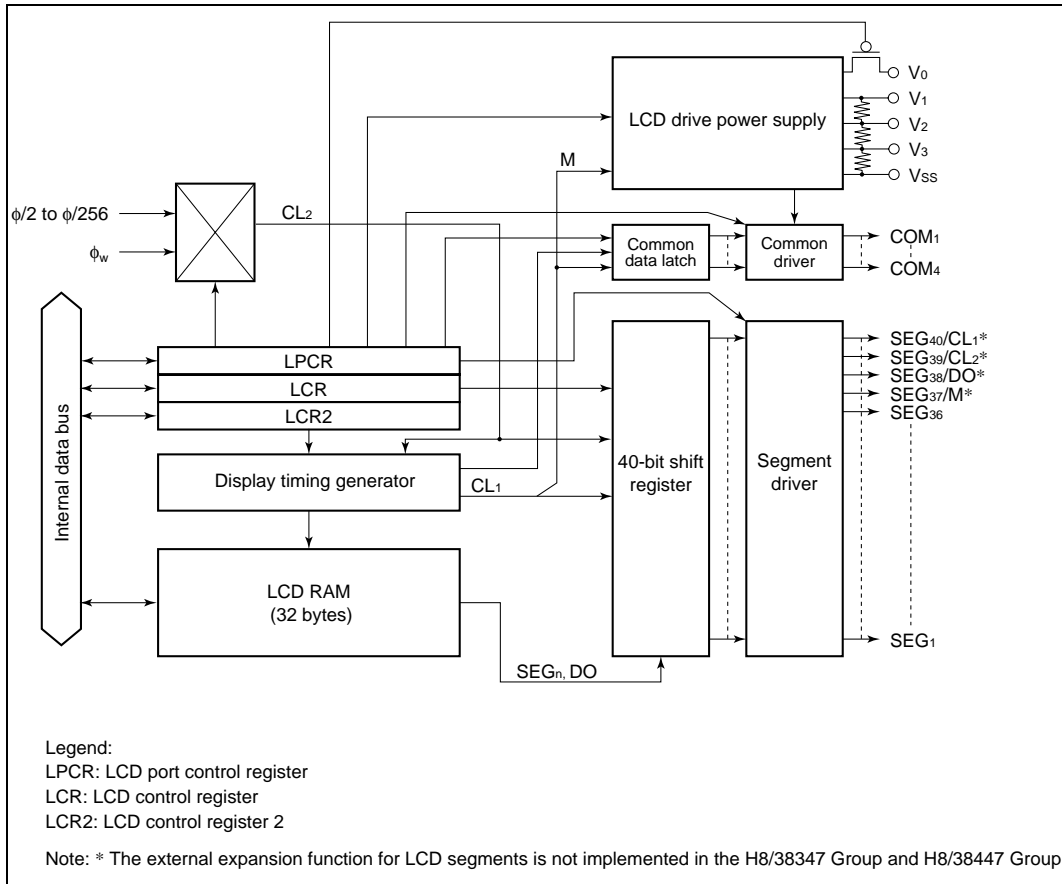 V0
V1
LCD drive power supply
V2
V3
M
VSS
ϕ/2 to ϕ/256
CL2
ϕw
Common
data latch
Common
driver
COM1
COM4
LPCR
LCR
LCR2
Internal data bus
Display timing generator
CL1
40-bit shift
register
Segment
driver
SEG40/CL1*
SEG39/CL2*
SEG38/DO*
SEG37/M*
SEG36
SEG1
LCD RAM
(32 bytes)
SEGn, DO
Legend:
LPCR: LCD port control register
LCR: LCD control register
LCR2: LCD control register 2
Note: * The external expansion function for LCD segments is not implemented in the H8/38347 Group and H8/38447 Group